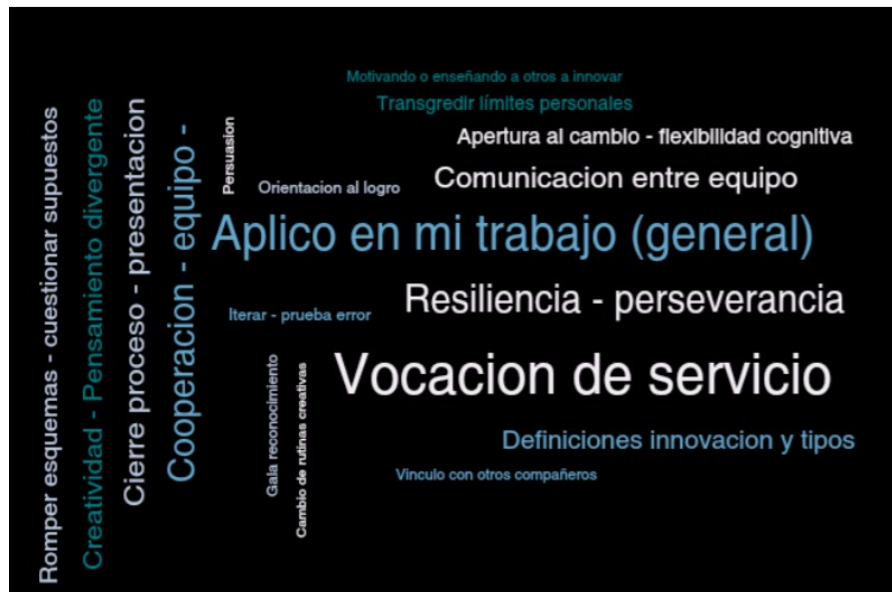 Motivando o enseñando a otros a innovar
Transgredir límites personales
Apertura al cambio - flexibilidad cognitiva
Comunicacion entre equipo
Orientacion al logro
Persuasion
Aplico en mi trabajo (general)
Resiliencia - perseverancia
Iterar - prueba error
Vocacion de servicio
Definiciones innovacion y tipos
Vinculo con otros compañeros
Romper esquemas - cuestionar supuestos
Creatividad - Pensamiento divergente
Cierre proceso - presentacion
Cooperacion - equipo -
Gala reconocimiento
Cambio de rutinas creativas